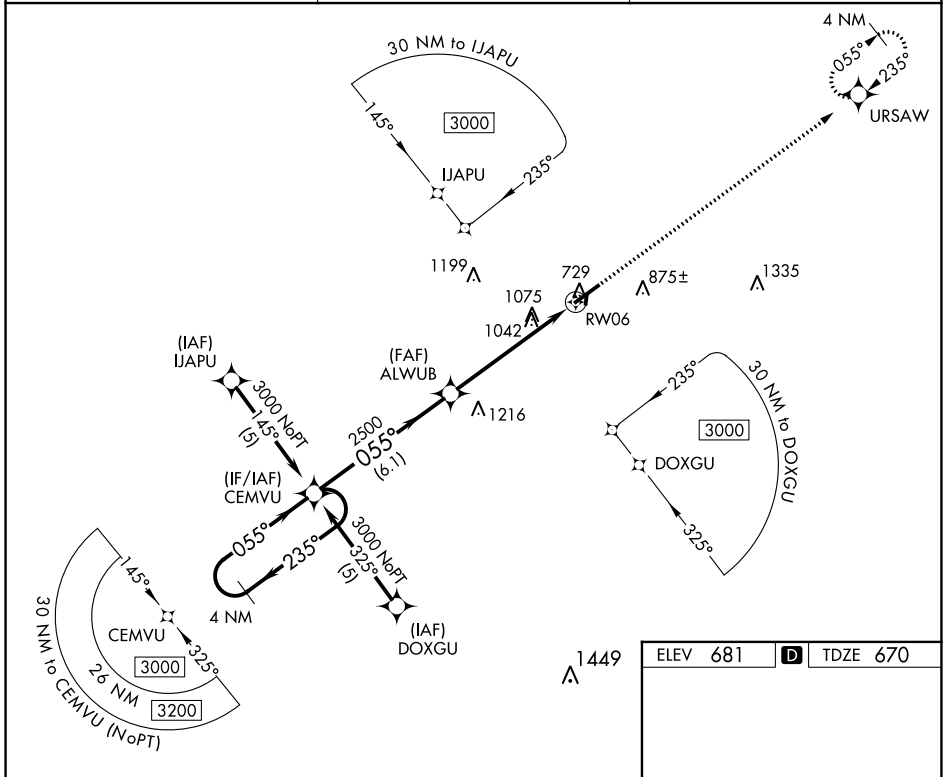 4 NM
055°
235°
URSAW
30 NM to IJAPU
3000
145°
235°
IJAPU
1199
729
875±
1335
1075
1042
RW06
(IAF)
IJAPU
3000 NoPT
145°
(5)
(FAF)
ALWUB
1216
2500
055°
(6.1)
(IF/IAF)
CEMVU
055°
235°
4 NM
3000 NoPT
325°
(5)
(IAF)
DOXGU
235°
30 NM to DOXGU
3000
DOXGU
325°
145°
CEMVU
325°
3000
26 NM
3200
30 NM to CEMVU (NoPT)
1449
ELEV 681 D TDZE 670